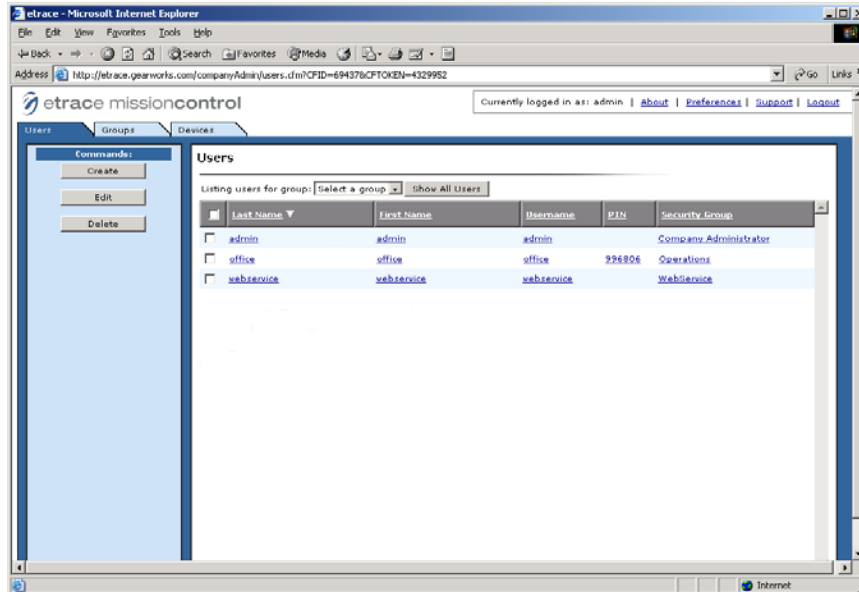 etrace - Microsoft Internet Explorer
File Edit View Favorites Tools Help
Back Search Favorites Media
Address http://etrace.gearworks.com/companyAdmin/users.cfm?CFID=69437&CFTOKEN=4329952 Go Links
etrace missioncontrol Currently logged in as: admin | About | Preferences | Support | Logout
Users Groups Devices
Commands:
Create
Edit
Delete
Users
Listing users for group: Select a group Show All Users
Last Name First Name Username PIN Security Group
admin admin admin Company Administrator
office office office 996806 Operations
webservice webservice webservice WebService
Internet